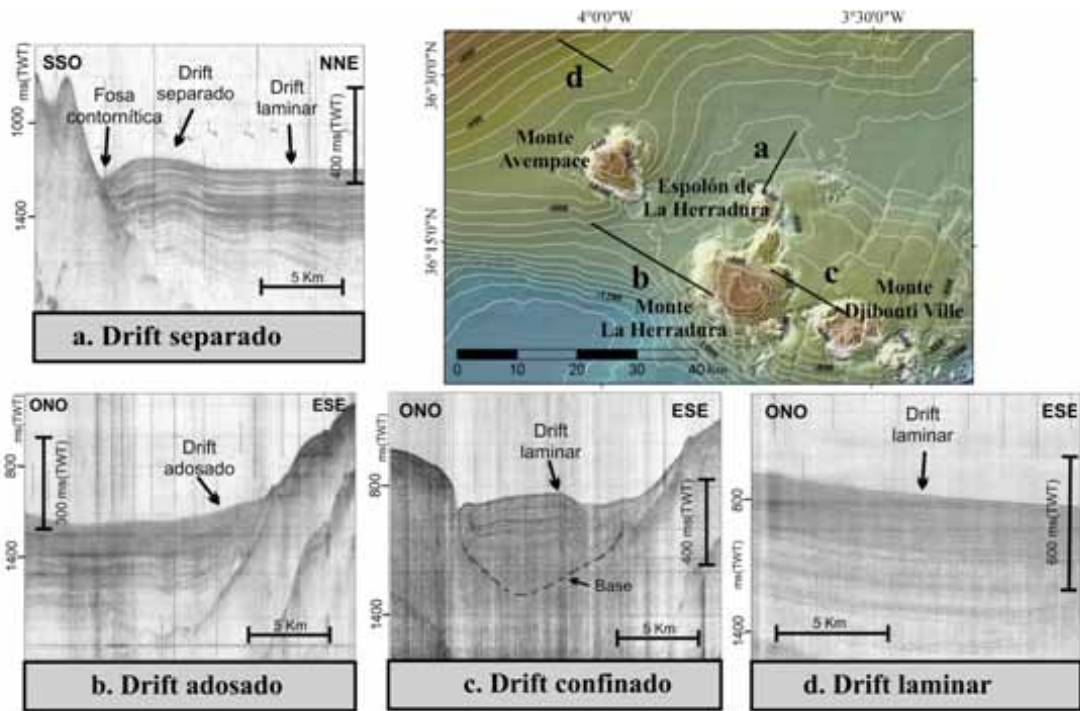 SSO
NNE
ms(TWT)
1000
1400
Fosa
contornítica
Drift
separado
Drift
laminar
400 ms(TWT)
5 Km
a. Drift separado
4°0'0"W
3°30'0"W
36°30'0"N
36°15'0"N
d
Monte
Avempace
a
Espolón de
La Herradura
b
Monte
La Herradura
c
Monte
Djibonti Ville
0 10 20 30 40 Km
ONO
ESE
ms(TWT)
800
1400
300 ms(TWT)
Drift
adosado
5 Km
b. Drift adosado
ONO
ESE
ms(TWT)
800
1400
Drift
laminar
Base
400 ms(TWT)
5 Km
c. Drift confinado
ONO
ESE
800
ms(TWT)
1400
Drift
laminar
600 ms(TWT)
5 Km
d. Drift laminar